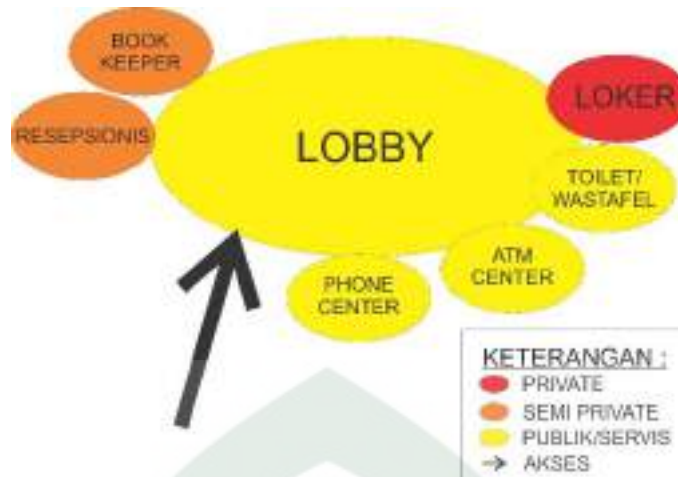 BOOK
KEEPER
RESEPSIONIS
LOBBY
LOKER
TOILET/
WASTAFEL
ATM
CENTER
PHONE
CENTER
KETERANGAN :
PRIVATE
SEMI PRIVATE
PUBLIK/SERVIS
AKSES